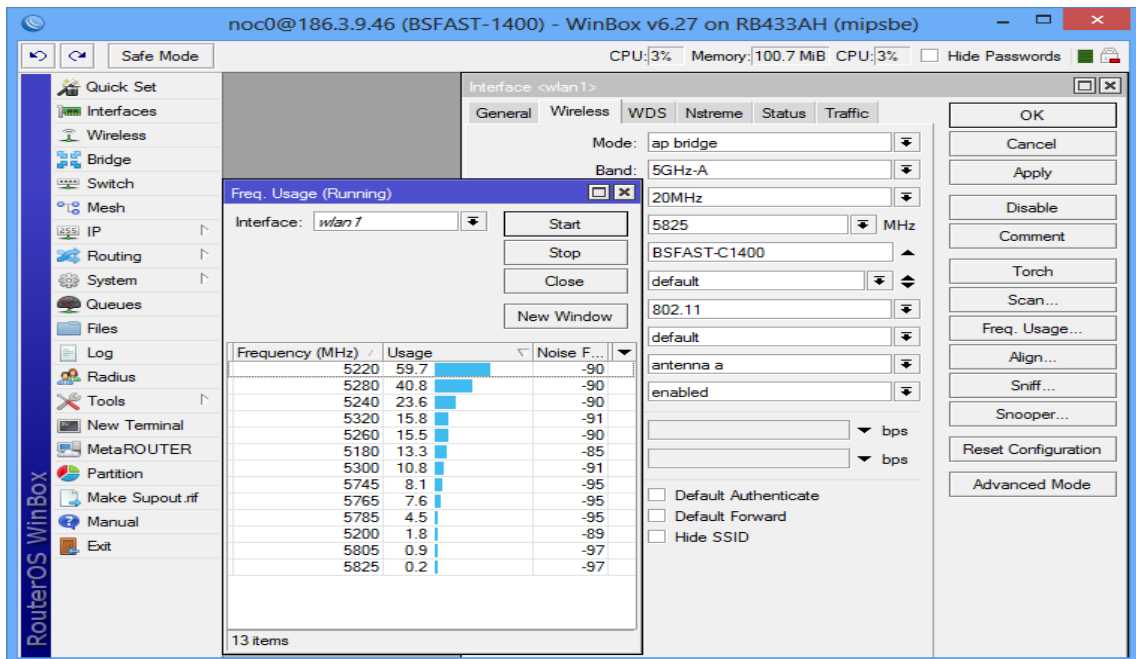 noc0@186.3.9.46 (BSFAST-1400) - WinBox v6.27 on RB433AH (mipsbe)
Safe Mode
CPU: 3% Memory: 100.7 MiB CPU: 3% Hide Passwords
RouterOS WinBox
Quick Set
Interfaces
Wireless
Bridge
Switch
Mesh
IP
Routing
System
Queues
Files
Log
Radius
Tools
New Terminal
MetaROUTER
Partition
Make Supout.rif
Manual
Exit
Interface <wlan1>
General Wireless WDS Nstreme Status Traffic
Mode: ap bridge
Band: 5GHz-A
20MHz
5825 MHz
BSFAST-C1400
default
802.11
default
antenna a
enabled
bps
bps
Default Authenticate
Default Forward
Hide SSID
OK
Cancel
Apply
Disable
Comment
Torch
Scan...
Freq. Usage...
Align...
Sniff...
Snooper...
Reset Configuration
Advanced Mode
Freq. Usage (Running)
Interface: wlan1
Start
Stop
Close
New Window
Frequency (MHz) Usage Noise F...
5220 59.7 -90
5280 40.8 -90
5240 23.6 -90
5320 15.8 -91
5260 15.5 -90
5180 13.3 -85
5300 10.8 -91
5745 8.1 -95
5765 7.6 -95
5785 4.5 -95
5200 1.8 -89
5805 0.9 -97
5825 0.2 -97
13 items